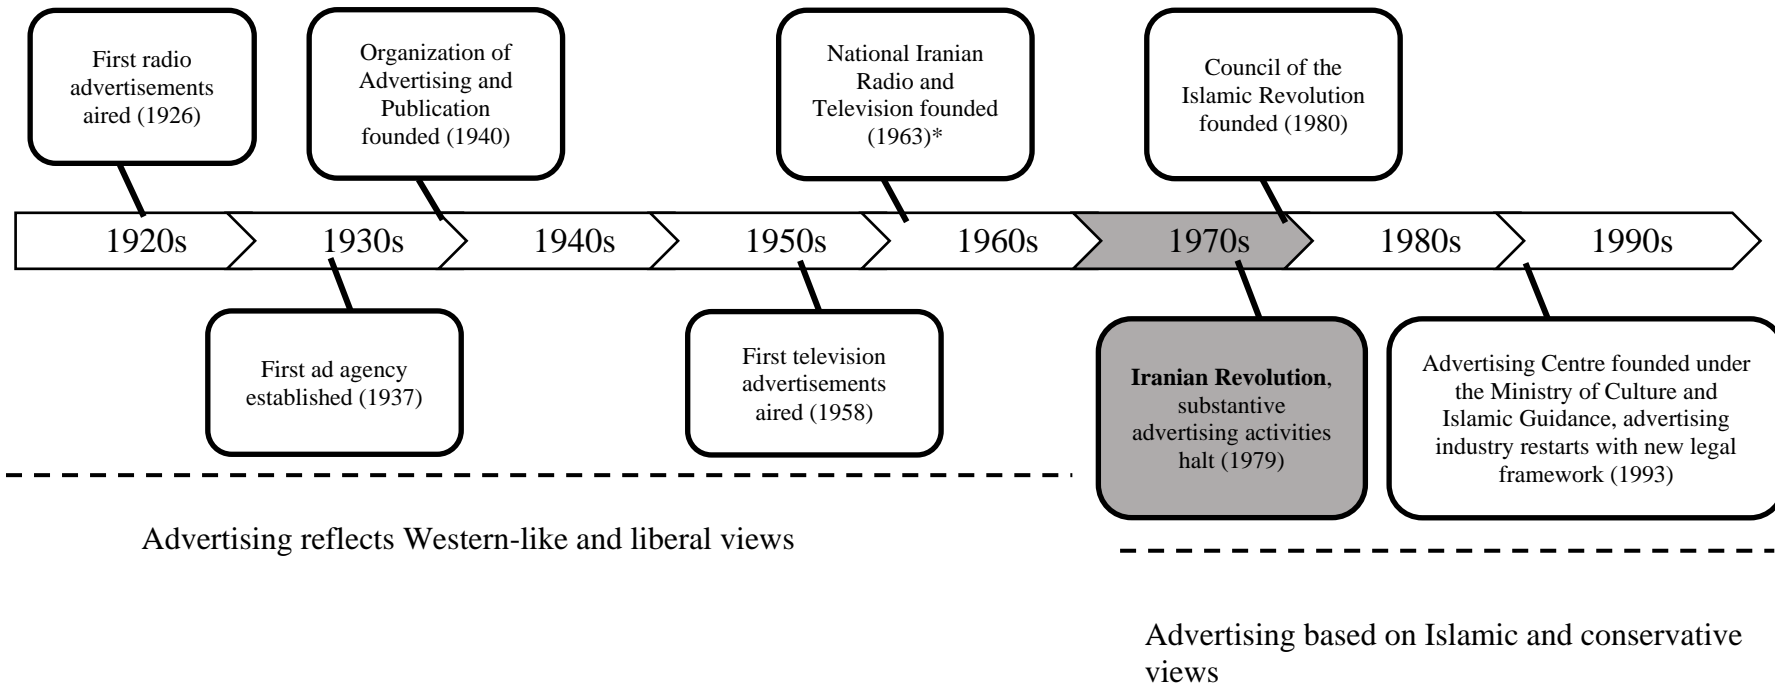 First radio
advertisements
aired (1926)
Organization of
Advertising and
Publication
founded (1940)
National Iranian
Radio and
Television founded
(1963)*
Council of the
Islamic Revolution
founded (1980)
1920s
1930s
1940s
1950s
1960s
1970s
1980s
1990s
First ad agency
established (1937)
First television
advertisements
aired (1958)
Iranian Revolution,
substantive
advertising activities
halt (1979)
Advertising Centre founded under
the Ministry of Culture and
Islamic Guidance, advertising
industry restarts with new legal
framework (1993)
Advertising reflects Western-like and liberal views
Advertising based on Islamic and conservative
views